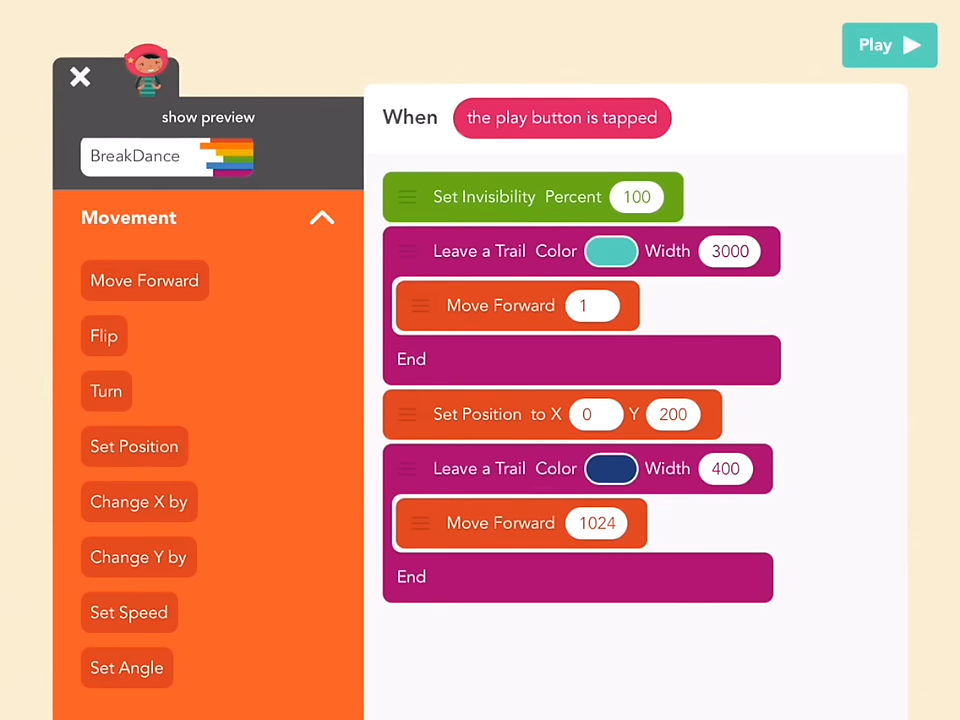 Play
show preview
BreakDance
Movement
Move Forward
Flip
Turn
Set Position
Change X by
Change Y by
Set Speed
Set Angle
When the play button is tapped
Set Invisibility Percent 100
Leave a Trail Color Width 3000
Move Forward 1
End
Set Position to X 0 Y 200
Leave a Trail Color Width 400
Move Forward 1024
End